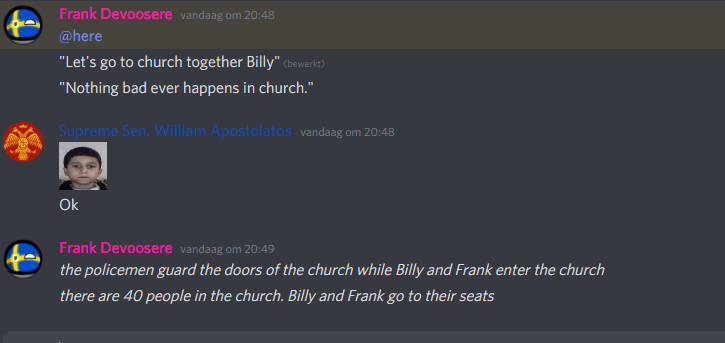 Frank Devoosere vandaag om 20:48
@here
"Let's go to church together Billy" (bewerkt)
"Nothing bad ever happens in church."
Supreme Sen. William Apostolatos vandaag om 20:48
Ok
Frank Devoosere vandaag om 20:49
the policemen guard the doors of the church while Billy and Frank enter the church
there are 40 people in the church. Billy and Frank go to their seats